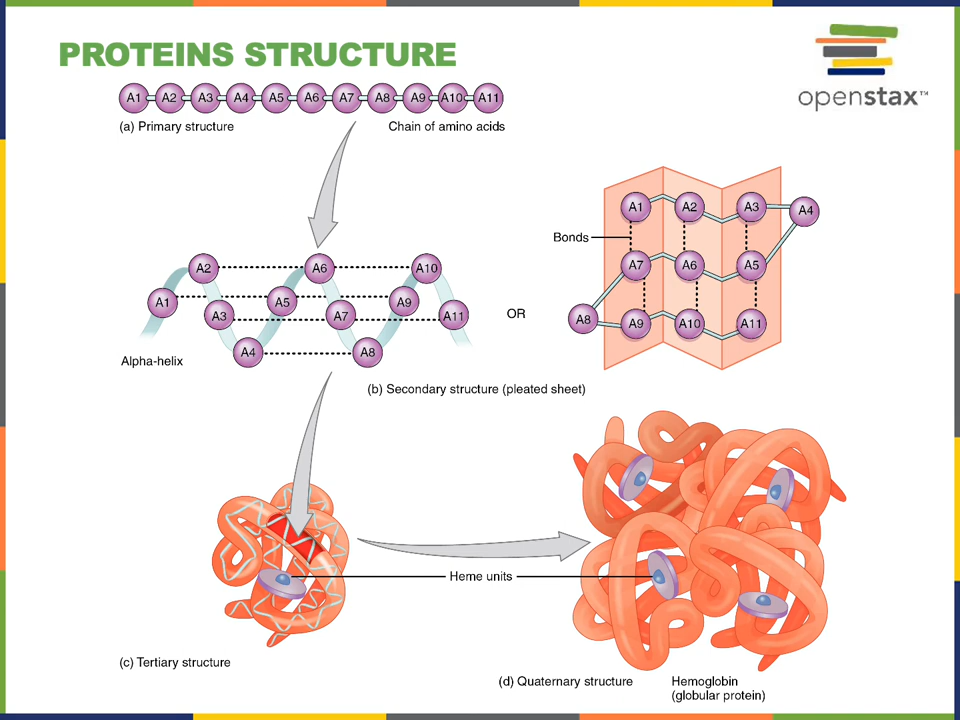 PROTEINS STRUCTURE
openstax™
A1 A2 A3 A4 A5 A6 A7 A8 A9 A10 A11
(a) Primary structure
Chain of amino acids
A1 A2 A3 A4
Bonds
A7 A6 A5
A8 A9 A10 A11
A2 A6 A10
A1 A5 A9
A3 A7 A11
A4 A8
OR
Alpha-helix
(b) Secondary structure (pleated sheet)
Heme units
(c) Tertiary structure
(d) Quaternary structure
Hemoglobin
(globular protein)